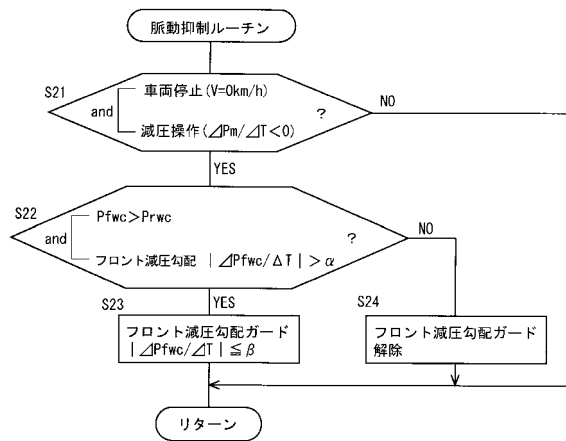 脈動抑制ルーチン
S21
車両停止(V=0km/h)
and
?
NO
減圧操作(⊿Pm/⊿T<0)
YES
S22
Pfwc>Prwc
and
?
NO
フロント減圧勾配 |⊿Pfwc/ΔT|>α
S23
YES
S24
フロント減圧勾配ガード
|⊿Pfwc/⊿T|≦β
フロント減圧勾配ガード
解除
リターン